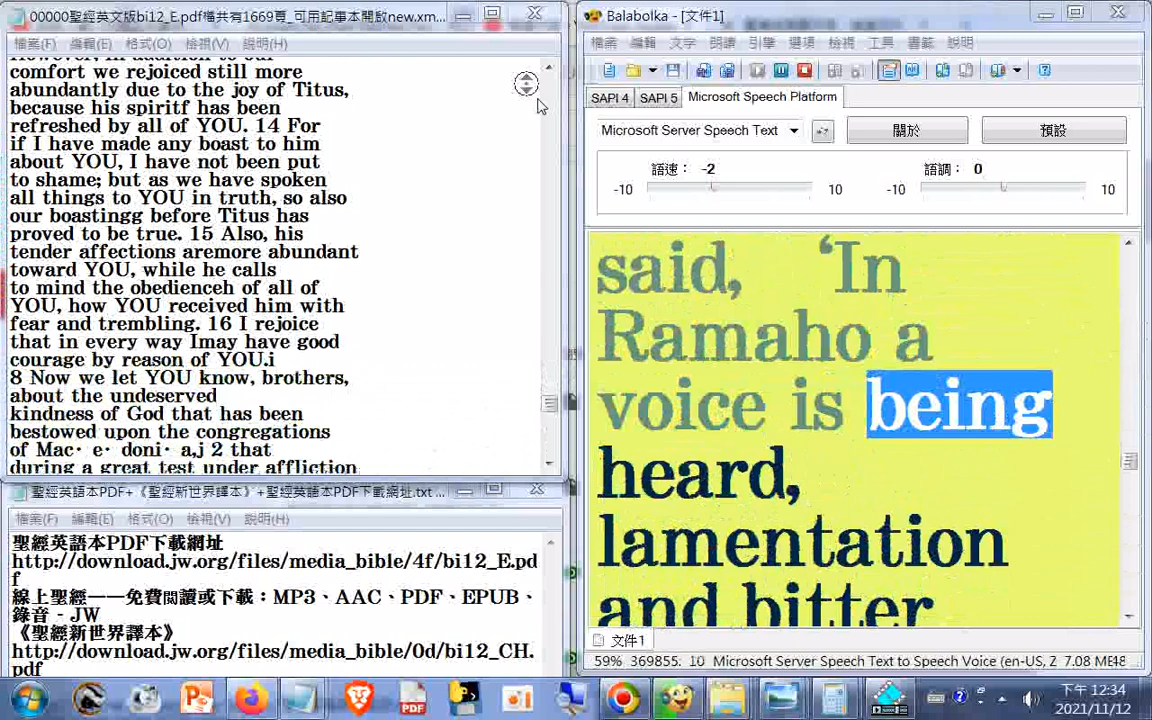 00000聖經英文版bi12_E.pdf檔共有1669頁_可用記事本開啟new.xm...
檔案(F) 編輯(E) 格式(O) 檢視(V) 說明(H)
However, in addition to our
comfort we rejoiced still more
abundantly due to the joy of Titus,
because his spiritf has been
refreshed by all of YOU. 14 For
if I have made any boast to him
about YOU, I have not been put
to shame; but as we have spoken
all things to YOU in truth, so also
our boastingg before Titus has
proved to be true. 15 Also, his
tender affections aremore abundant
toward YOU, while he calls
to mind the obedienceh of all of
YOU, how YOU received him with
fear and trembling. 16 I rejoice
that in every way Imay have good
courage by reason of YOU.i
8 Now we let YOU know, brothers,
about the undeserved
kindness of God that has been
bestowed upon the congregations
of Mac· e· doni· a,j 2 that
during a great test under affliction
聖經英語本PDF+《聖經新世界譯本》+聖經英語本PDF下載網址.txt ...
檔案(F) 編輯(E) 格式(O) 檢視(V) 說明(H)
聖經英語本PDF下載網址
http://download.jw.org/files/media_bible/4f/bi12_E.pd
f
線上聖經——免費閱讀或下載：MP3、AAC、PDF、EPUB、
錄音 - JW
《聖經新世界譯本》
http://download.jw.org/files/media_bible/0d/bi12_CH.
pdf
Balabolka - [文件1]
檔案 編輯 文字 朗讀 引擎 選項 檢視 工具 書籤 說明
SAPI 4 SAPI 5 Microsoft Speech Platform
Microsoft Server Speech Text 關於 預設
語速： -2 語調： 0
-10 10 -10 10
said, ‘In
Ramaho a
voice is being
heard,
lamentation
and bitter
文件1
59% 369855: 10 Microsoft Server Speech Text to Speech Voice (en-US, 2 7.08 ME48
下午 12:34
2021/11/12